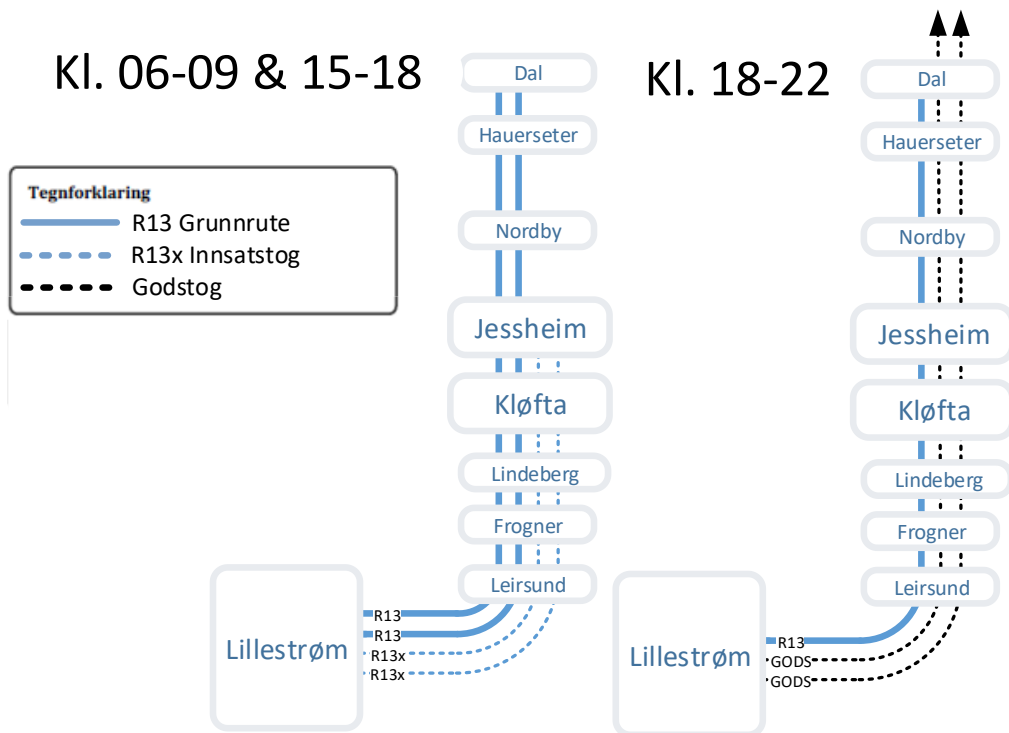 Kl. 06-09 & 15-18
Tegnforklaring
R13 Grunnrute
R13x Innsatstog
Godstog
Dal
Hauerseter
Nordby
Jessheim
Kløfta
Lindeberg
Frogner
Leirsund
Lillestrøm
R13
R13
R13x
R13x
Kl. 18-22
Dal
Hauerseter
Nordby
Jessheim
Kløfta
Lindeberg
Frogner
Leirsund
Lillestrøm
R13
GODS
GODS